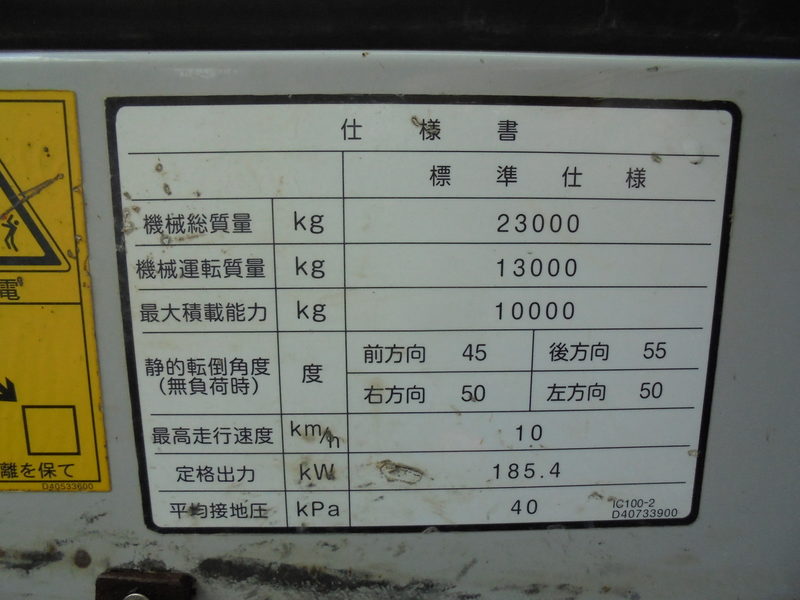 仕様書
標準仕様
機械総質量 kg 23000
機械運転質量 kg 13000
最大積載能力 kg 10000
静的転倒角度
(無負荷時)
度
前方向 45 後方向 55
右方向 50 左方向 50
最高走行速度 km/h 10
定格出力 kW 185.4
平均接地圧 kPa 40
IC100-2
D40733900
電
離を保て
D40533600